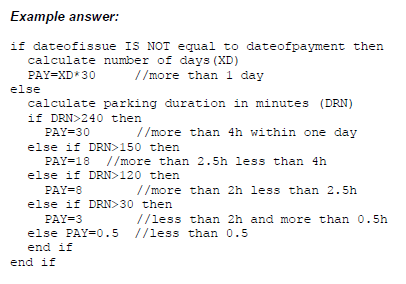 Example answer:
if dateofissue IS NOT equal to dateofpayment then
calculate number of days(XD)
PAY=XD*30 //more than 1 day
else
calculate parking duration in minutes (DRN)
if DRN>240 then
PAY=30 //more than 4h within one day
else if DRN>150 then
PAY=18 //more than 2.5h less than 4h
else if DRN>120 then
PAY=8 //more than 2h less than 2.5h
else if DRN>30 then
PAY=3 //less than 2h and more than 0.5h
else PAY=0.5 //less than 0.5
end if
end if